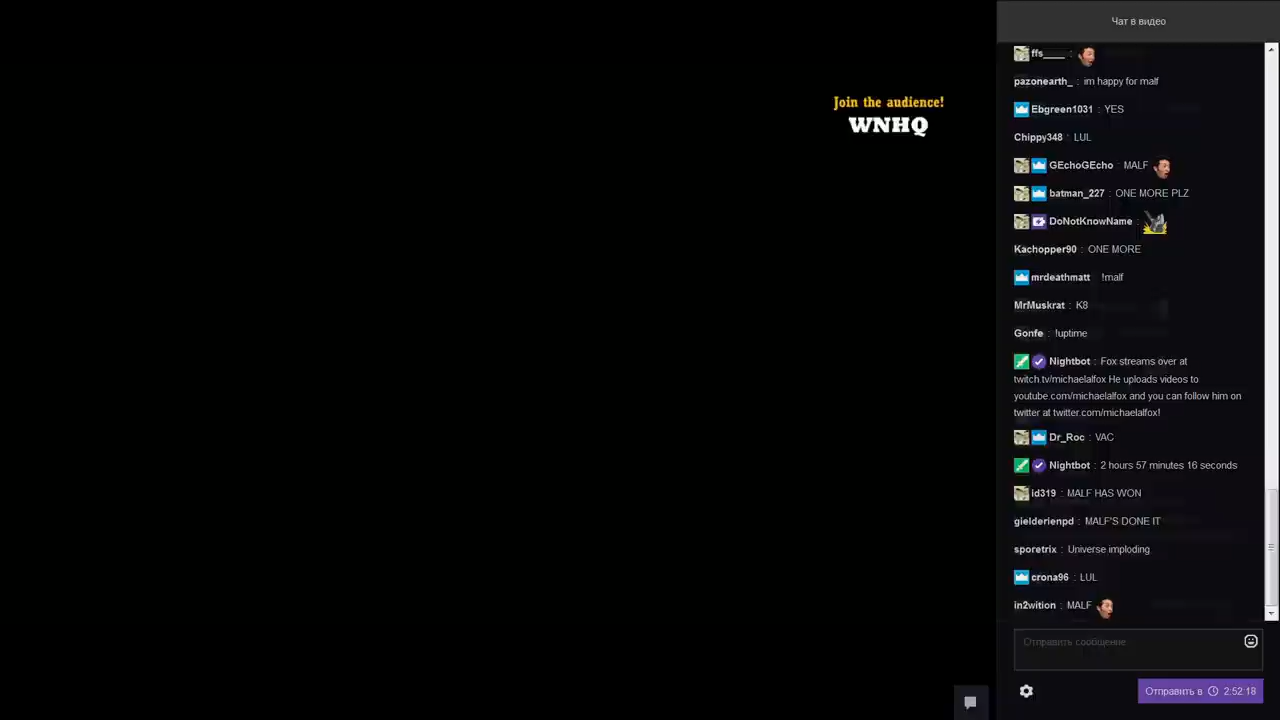 Чат в видео
Join the audience!
WNHQ
ffs____ :
pazonearth_ : im happy for malf
Ebgreen1031 : YES
Chippy348 : LUL
GEchoGEcho : MALF
batman_227 : ONE MORE PLZ
DoNotKnowName :
Kachopper90 : ONE MORE
mrdeathmatt : !malf
MrMuskrat : K8
Gonfe : !uptime
Nightbot : Fox streams over at
twitch.tv/michaelalfox He uploads videos to
youtube.com/michaelalfox and you can follow him on
twitter at twitter.com/michaelalfox!
Dr_Roc : VAC
Nightbot : 2 hours 57 minutes 16 seconds
id319 : MALF HAS WON
gielderienpd : MALF'S DONE IT
sporetrix : Universe imploding
crona96 : LUL
in2wition : MALF
Отправить сообщение
Отправить в 2:52:18